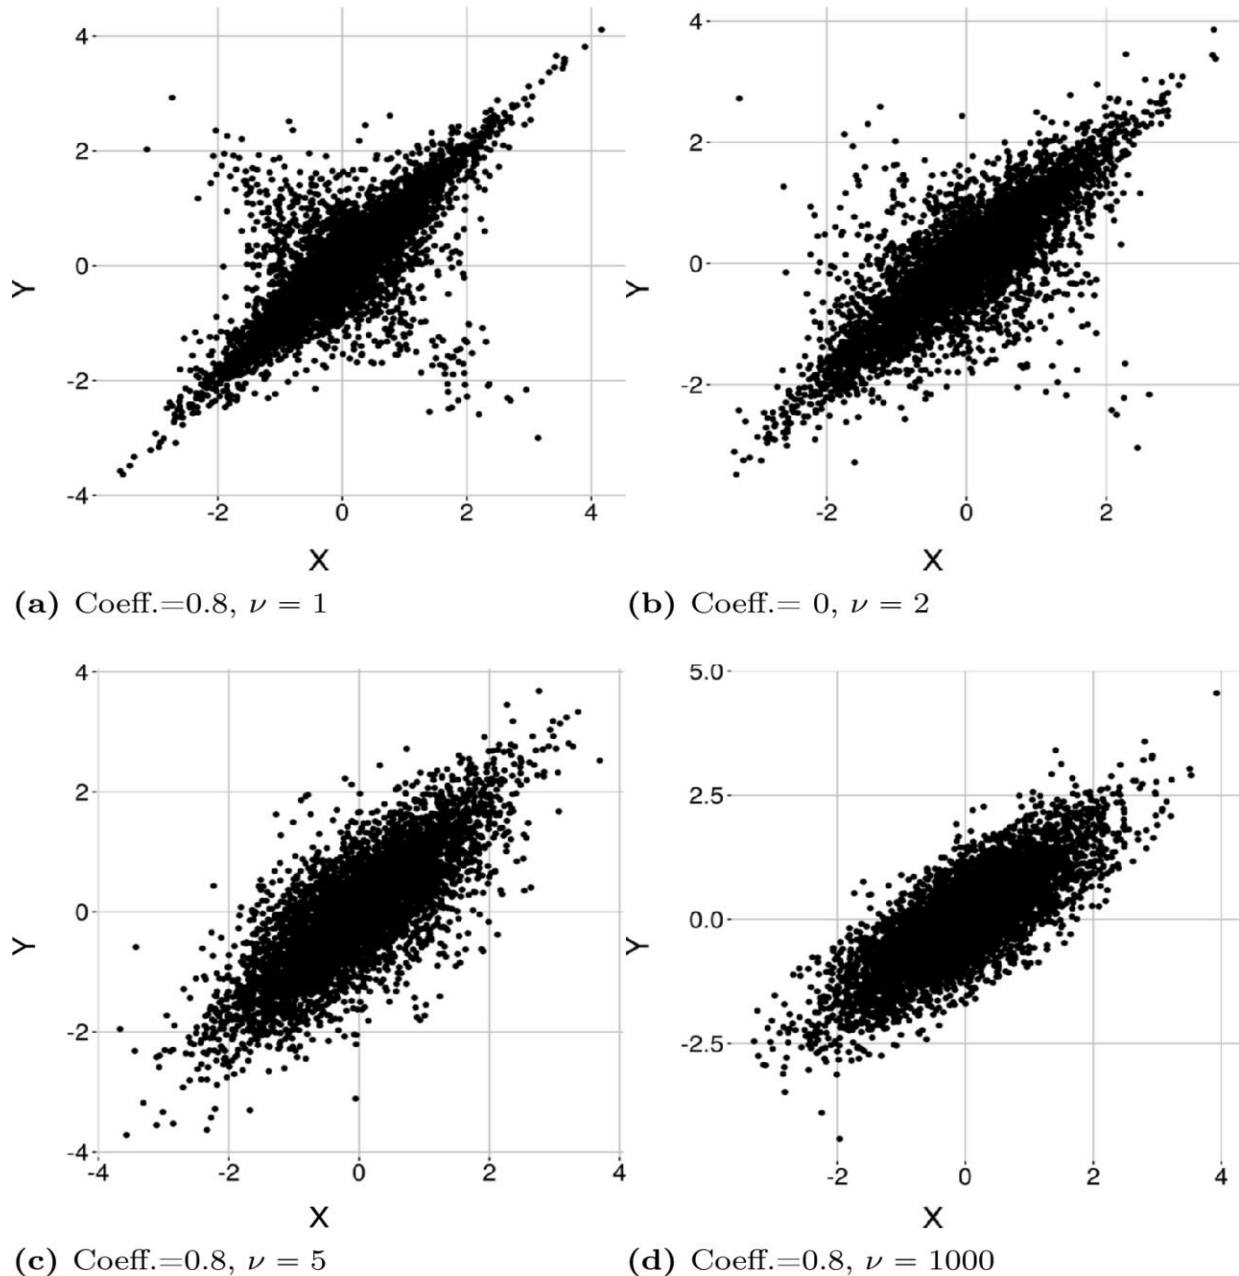 4
2
0
-2
-4
Y
-2 0 2 4
X
(a) Coeff.=0.8, ν = 1
4
2
0
-2
Y
-2 0 2
X
(b) Coeff.= 0, ν = 2
4
2
0
-2
-4
Y
-4 -2 0 2 4
X
(c) Coeff.=0.8, ν = 5
5.0
2.5
0.0
-2.5
Y
-2 0 2 4
X
(d) Coeff.=0.8, ν = 1000